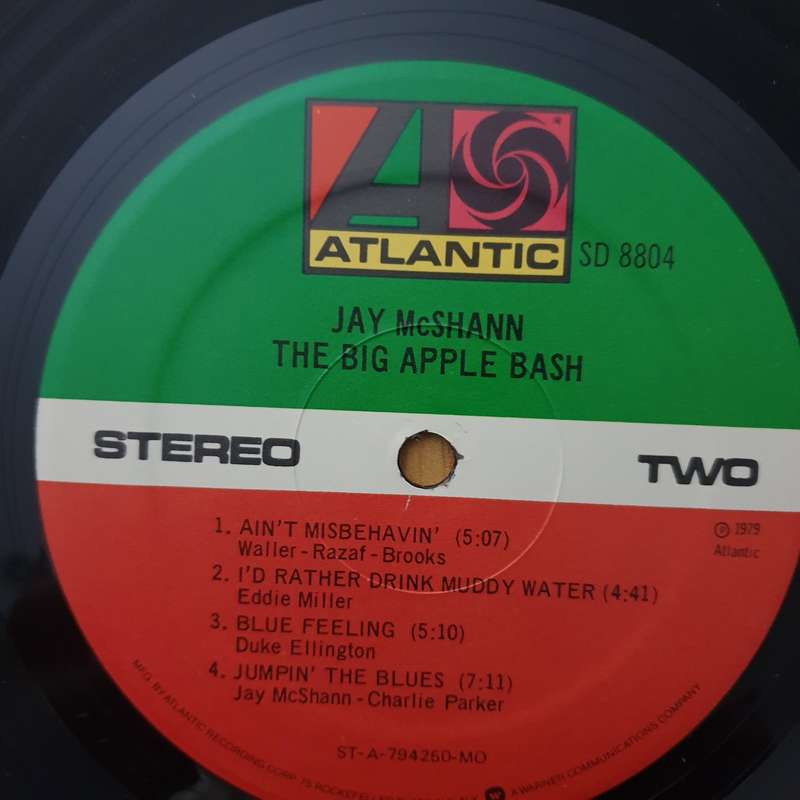 ATLANTIC
SD 8804
JAY McSHANN
THE BIG APPLE BASH
STEREO
TWO
1. AIN'T MISBEHAVIN' (5:07)
Waller-Razaf-Brooks
2. I'D RATHER DRINK MUDDY WATER (4:41)
Eddie Miller
3. BLUE FEELING (5:10)
Duke Ellington
4. JUMPIN' THE BLUES (7:11)
Jay McShann-Charlie Parker
℗ 1979
Atlantic
ST-A-794260-MO
MFG. BY ATLANTIC RECORDING CORP. 75 ROCKEFELLER
A WARNER COMMUNICATIONS COMPANY